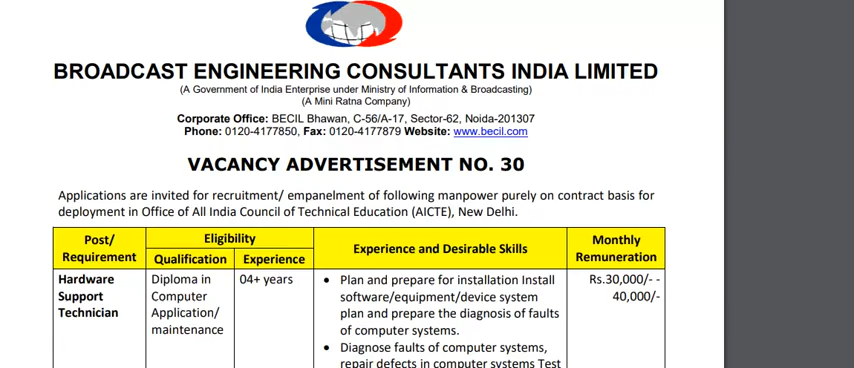 BROADCAST ENGINEERING CONSULTANTS INDIA LIMITED
(A Government of India Enterprise under Ministry of Information & Broadcasting)
(A Mini Ratna Company)
Corporate Office: BECIL Bhawan, C-56/A-17, Sector-62, Noida-201307
Phone: 0120-4177850, Fax: 0120-4177879 Website: www.becil.com
VACANCY ADVERTISEMENT NO. 30
Applications are invited for recruitment/ empanelment of following manpower purely on contract basis for
deployment in Office of All India Council of Technical Education (AICTE), New Delhi.
Post/
Requirement
Eligibility
Qualification
Experience
Experience and Desirable Skills
Monthly
Remuneration
Hardware
Support
Technician
Diploma in
Computer
Application/
maintenance
04+ years
• Plan and prepare for installation Install
software/equipment/device system
plan and prepare the diagnosis of faults
of computer systems.
• Diagnose faults of computer systems,
repair defects in computer systems Test
Rs.30,000/- -
40,000/-